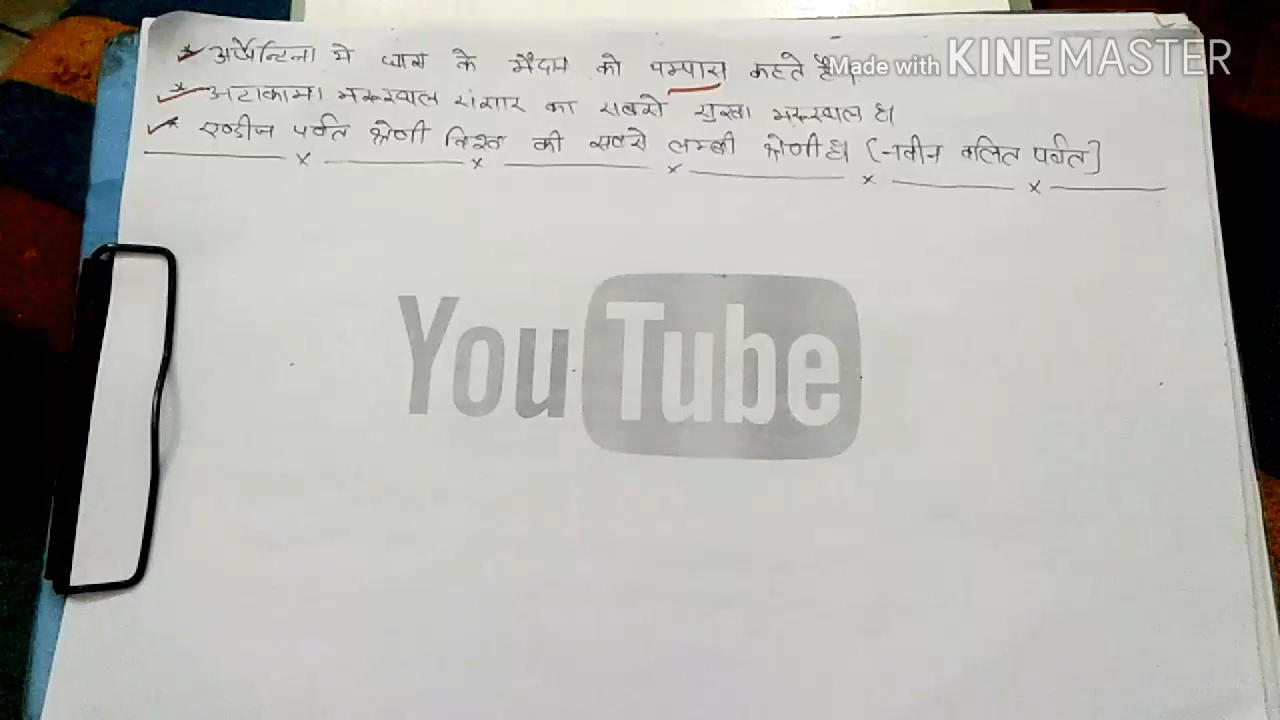 * अर्जेन्टिना मे घास के मैदान को पम्पास कहते है।
Made with KINEMASTER
* अटाकामा मरुस्थल संसार का सबसे सुखा मरुस्थल है।
* एण्डीज पर्वत श्रेणी विश्व की सबसे लम्बी श्रेणी है। (नवीन वलित पर्वत)
YouTube